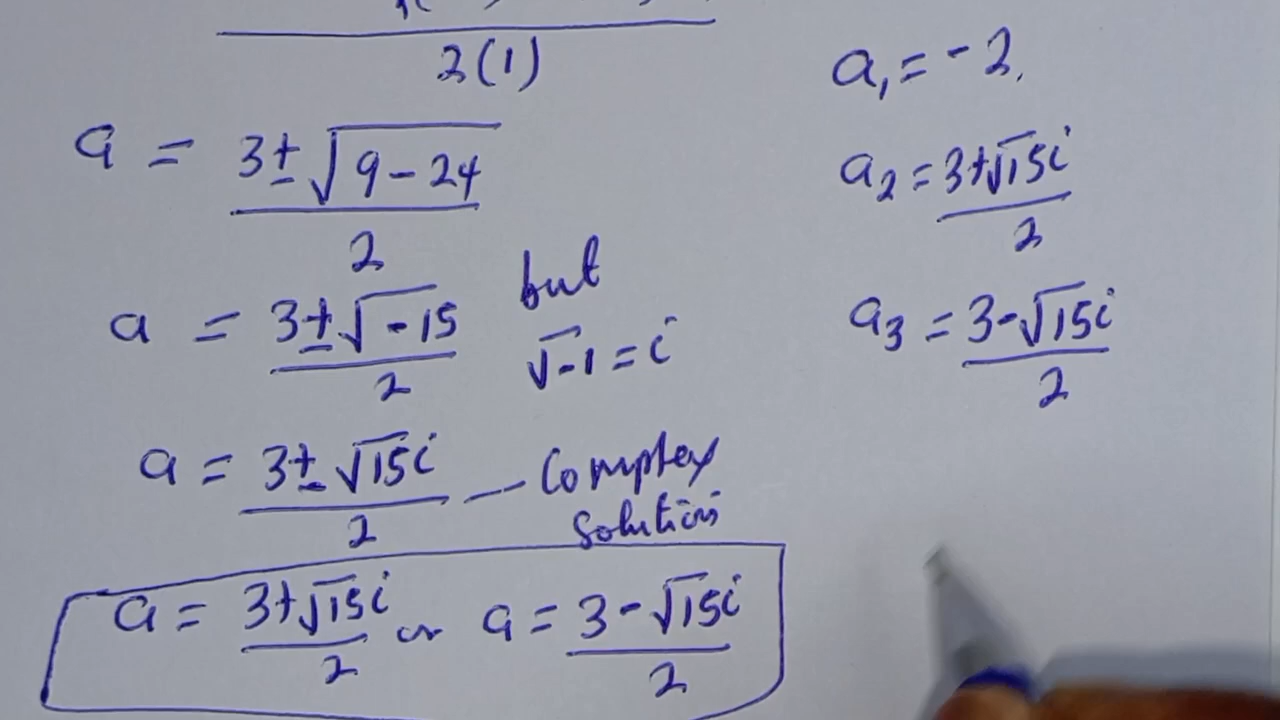 2(1)
a = 3±√9-24
2
a = 3±√-15
2
but
√-1 = i
a = 3±√15i
2
— Complex
Solutions
a = 3+√15i or a = 3-√15i
2 2
a₁ = -2.
a₂ = 3+√15i
2
a₃ = 3-√15i
2